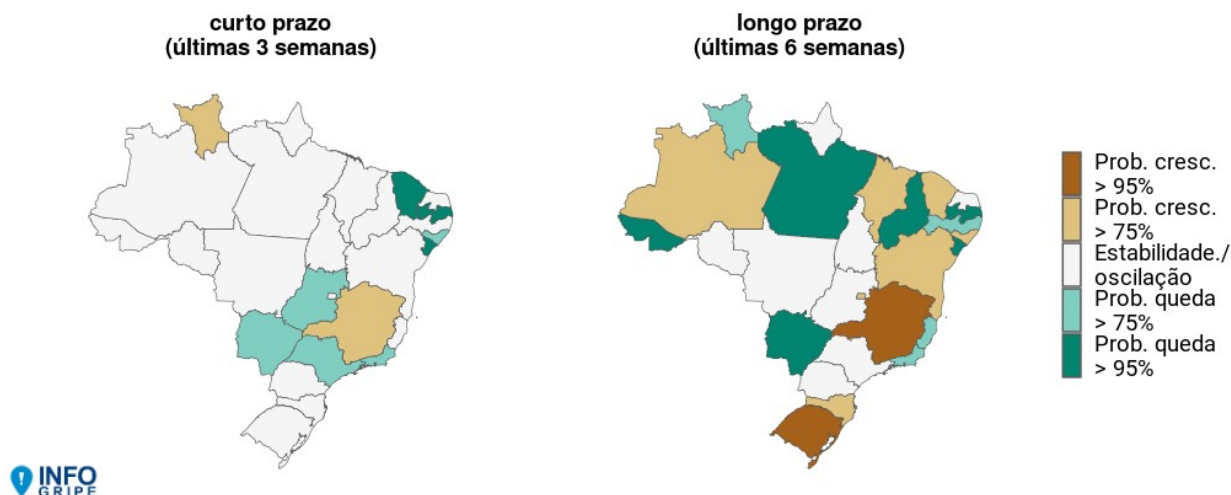 curto prazo
(últimas 3 semanas)
longo prazo
(últimas 6 semanas)
Prob. cresc.
> 95%
Prob. cresc.
> 75%
Estabilidade./
oscilação
Prob. queda
> 75%
Prob. queda
> 95%
INFO
GRIPE